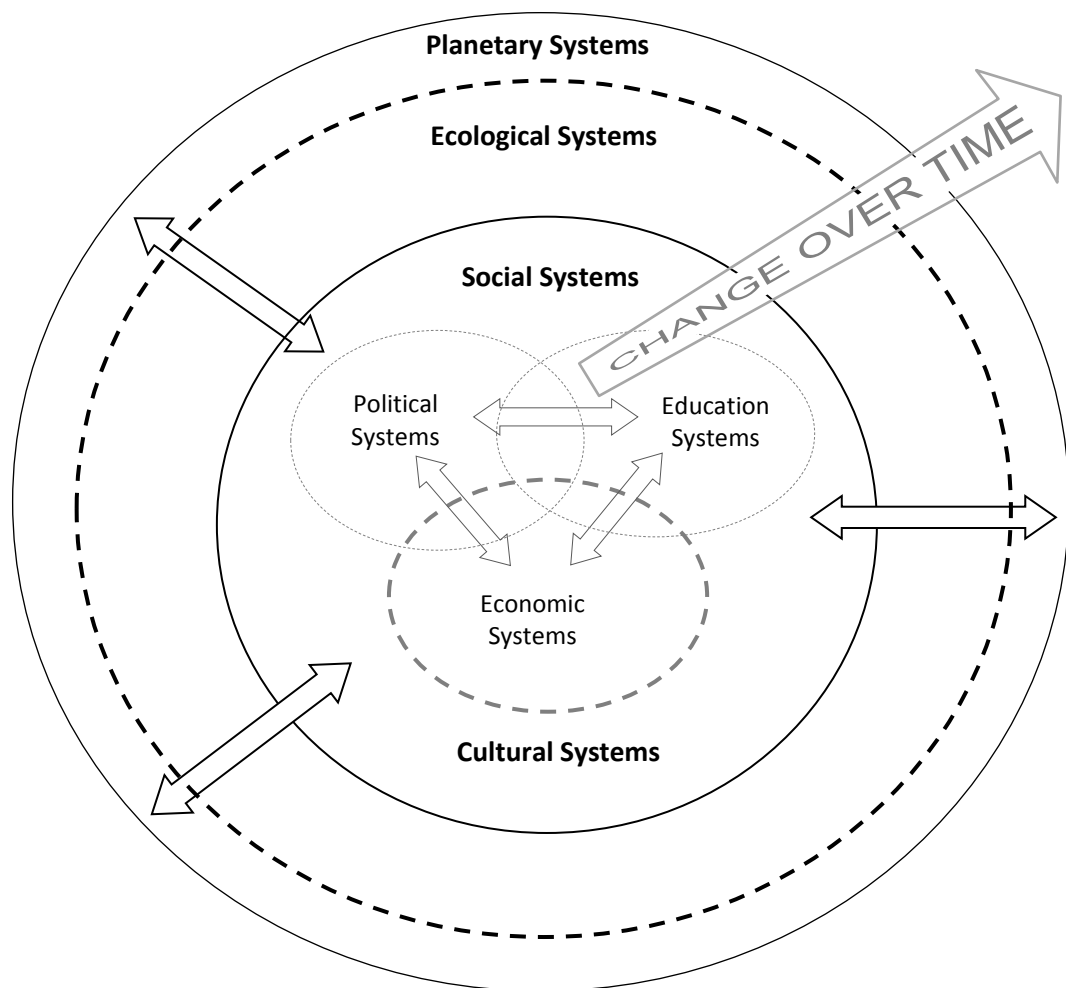 Planetary Systems
Ecological Systems
CHANGE OVER TIME
Social Systems
Political
Systems
Education
Systems
Economic
Systems
Cultural Systems